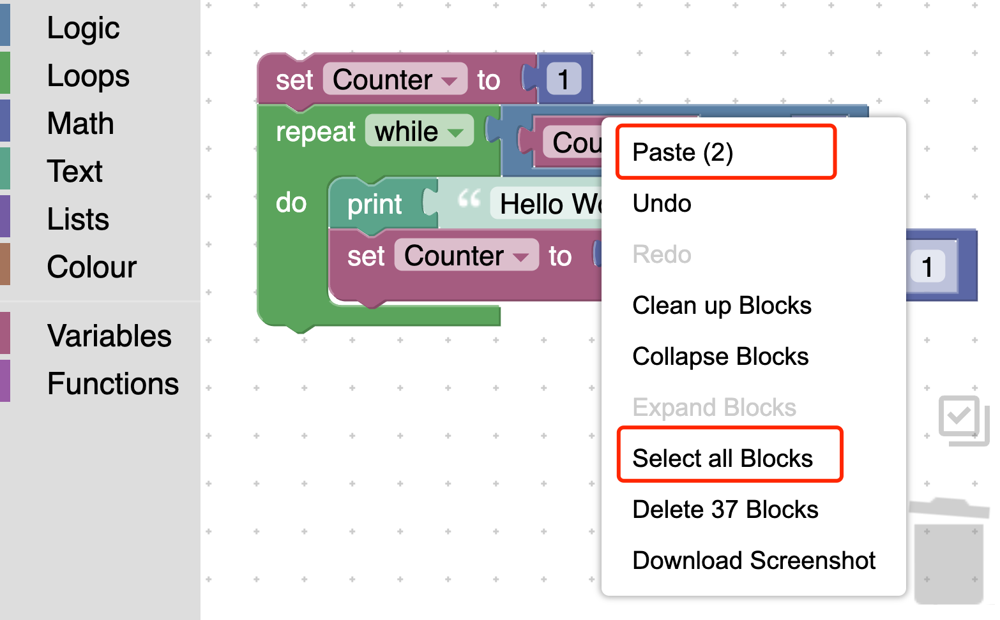 Logic
Loops
Math
Text
Lists
Colour
Variables
Functions
set Counter to 1
repeat while Cou
do print “ Hello Wo
set Counter to 1
Paste (2)
Undo
Redo
Clean up Blocks
Collapse Blocks
Expand Blocks
Select all Blocks
Delete 37 Blocks
Download Screenshot